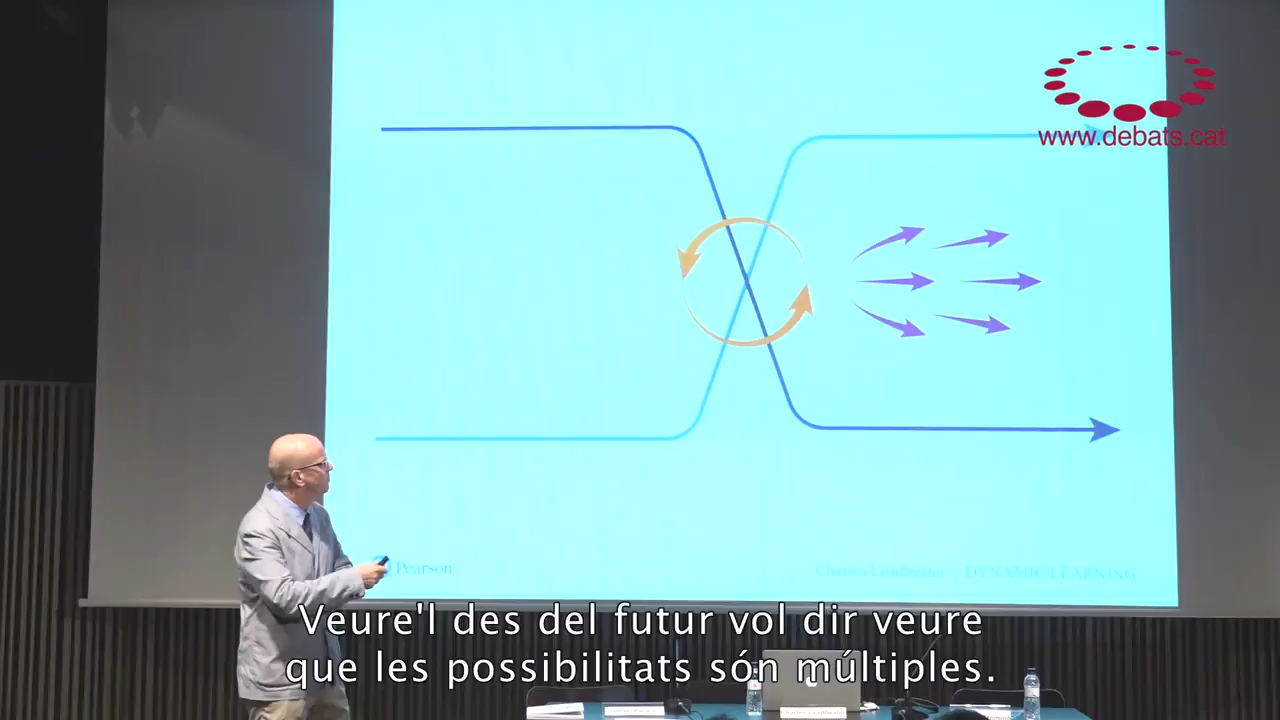 www.debats.cat
Pearson
Charles Leadbeater | DYNAMIC LEARNING
Veure'l des del futur vol dir veure
que les possibilitats són múltiples.